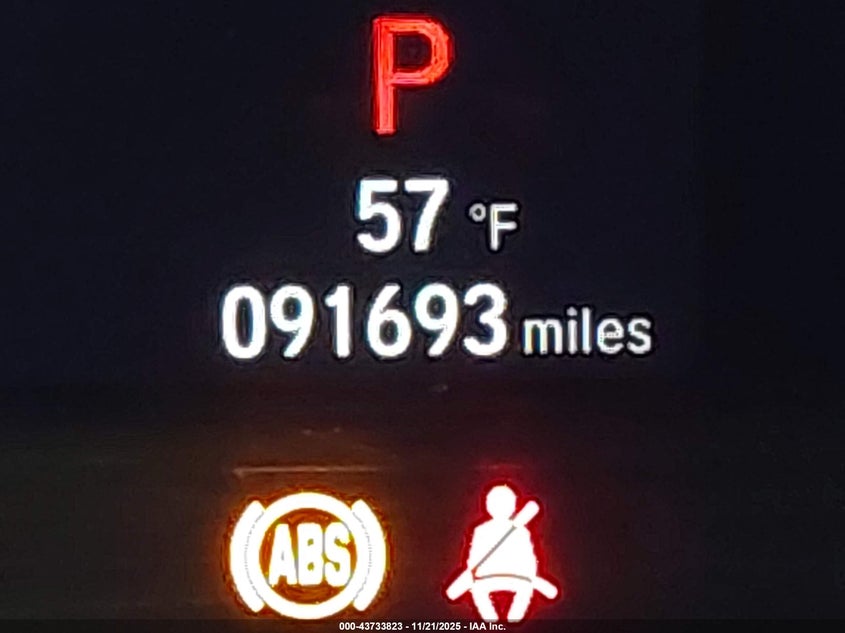 P
57 °F
091693 miles
ABS
000-43733823 - 11/21/2025 - IAA Inc.